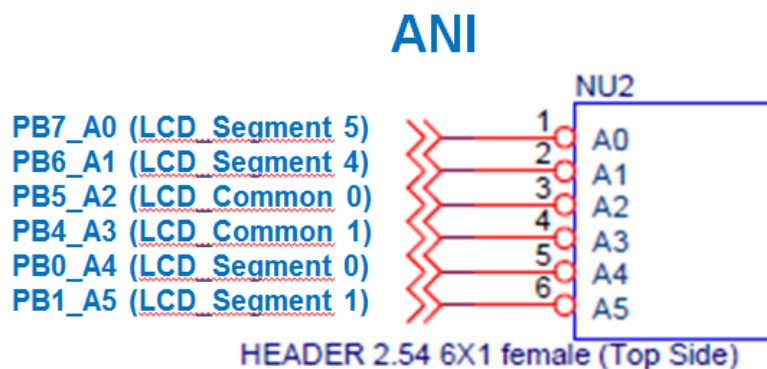 ANI
NU2
PB7_A0 (LCD_Segment 5) 1 A0
PB6_A1 (LCD_Segment 4) 2 A1
PB5_A2 (LCD_Common 0) 3 A2
PB4_A3 (LCD_Common 1) 4 A3
PB0_A4 (LCD_Segment 0) 5 A4
PB1_A5 (LCD_Segment 1) 6 A5
HEADER 2.54 6X1 female (Top Side)